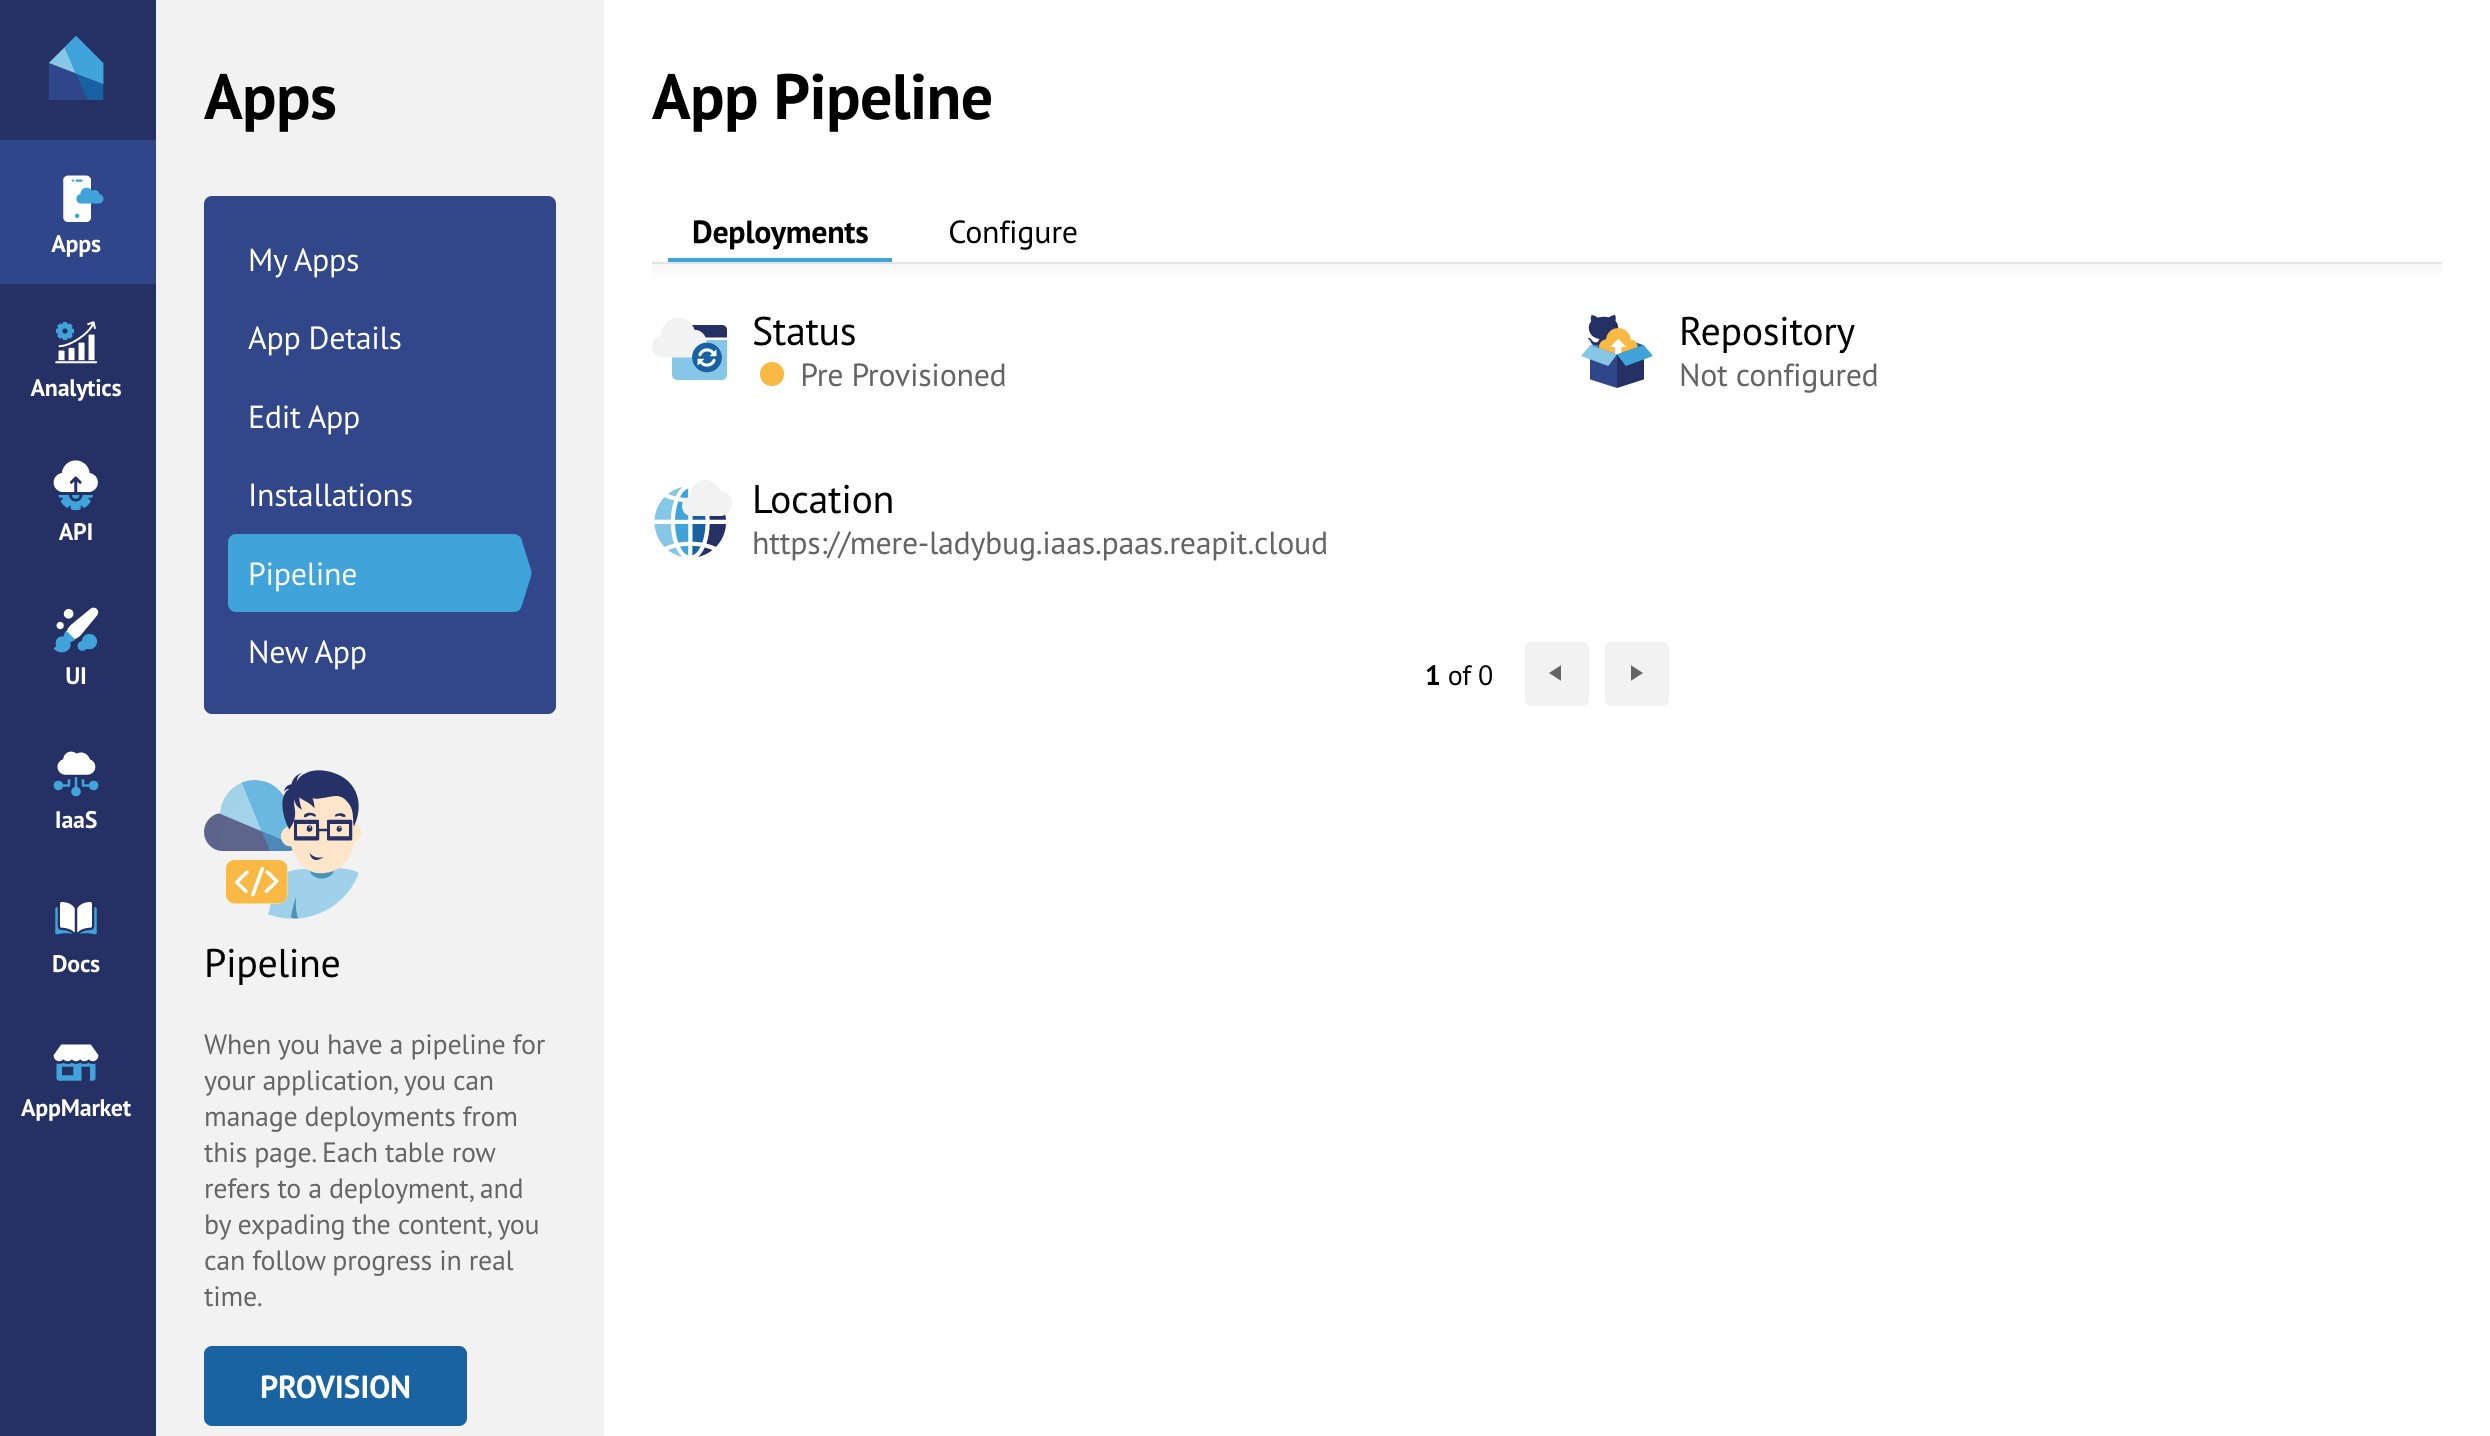 Apps
Analytics
API
UI
IaaS
Docs
AppMarket
Apps
My Apps
App Details
Edit App
Installations
Pipeline
New App
</>
Pipeline
When you have a pipeline for
your application, you can
manage deployments from
this page. Each table row
refers to a deployment, and
by expading the content, you
can follow progress in real
time.
PROVISION
App Pipeline
Deployments Configure
Status
Pre Provisioned
Repository
Not configured
Location
https://mere-ladybug.iaas.paas.reapit.cloud
1 of 0